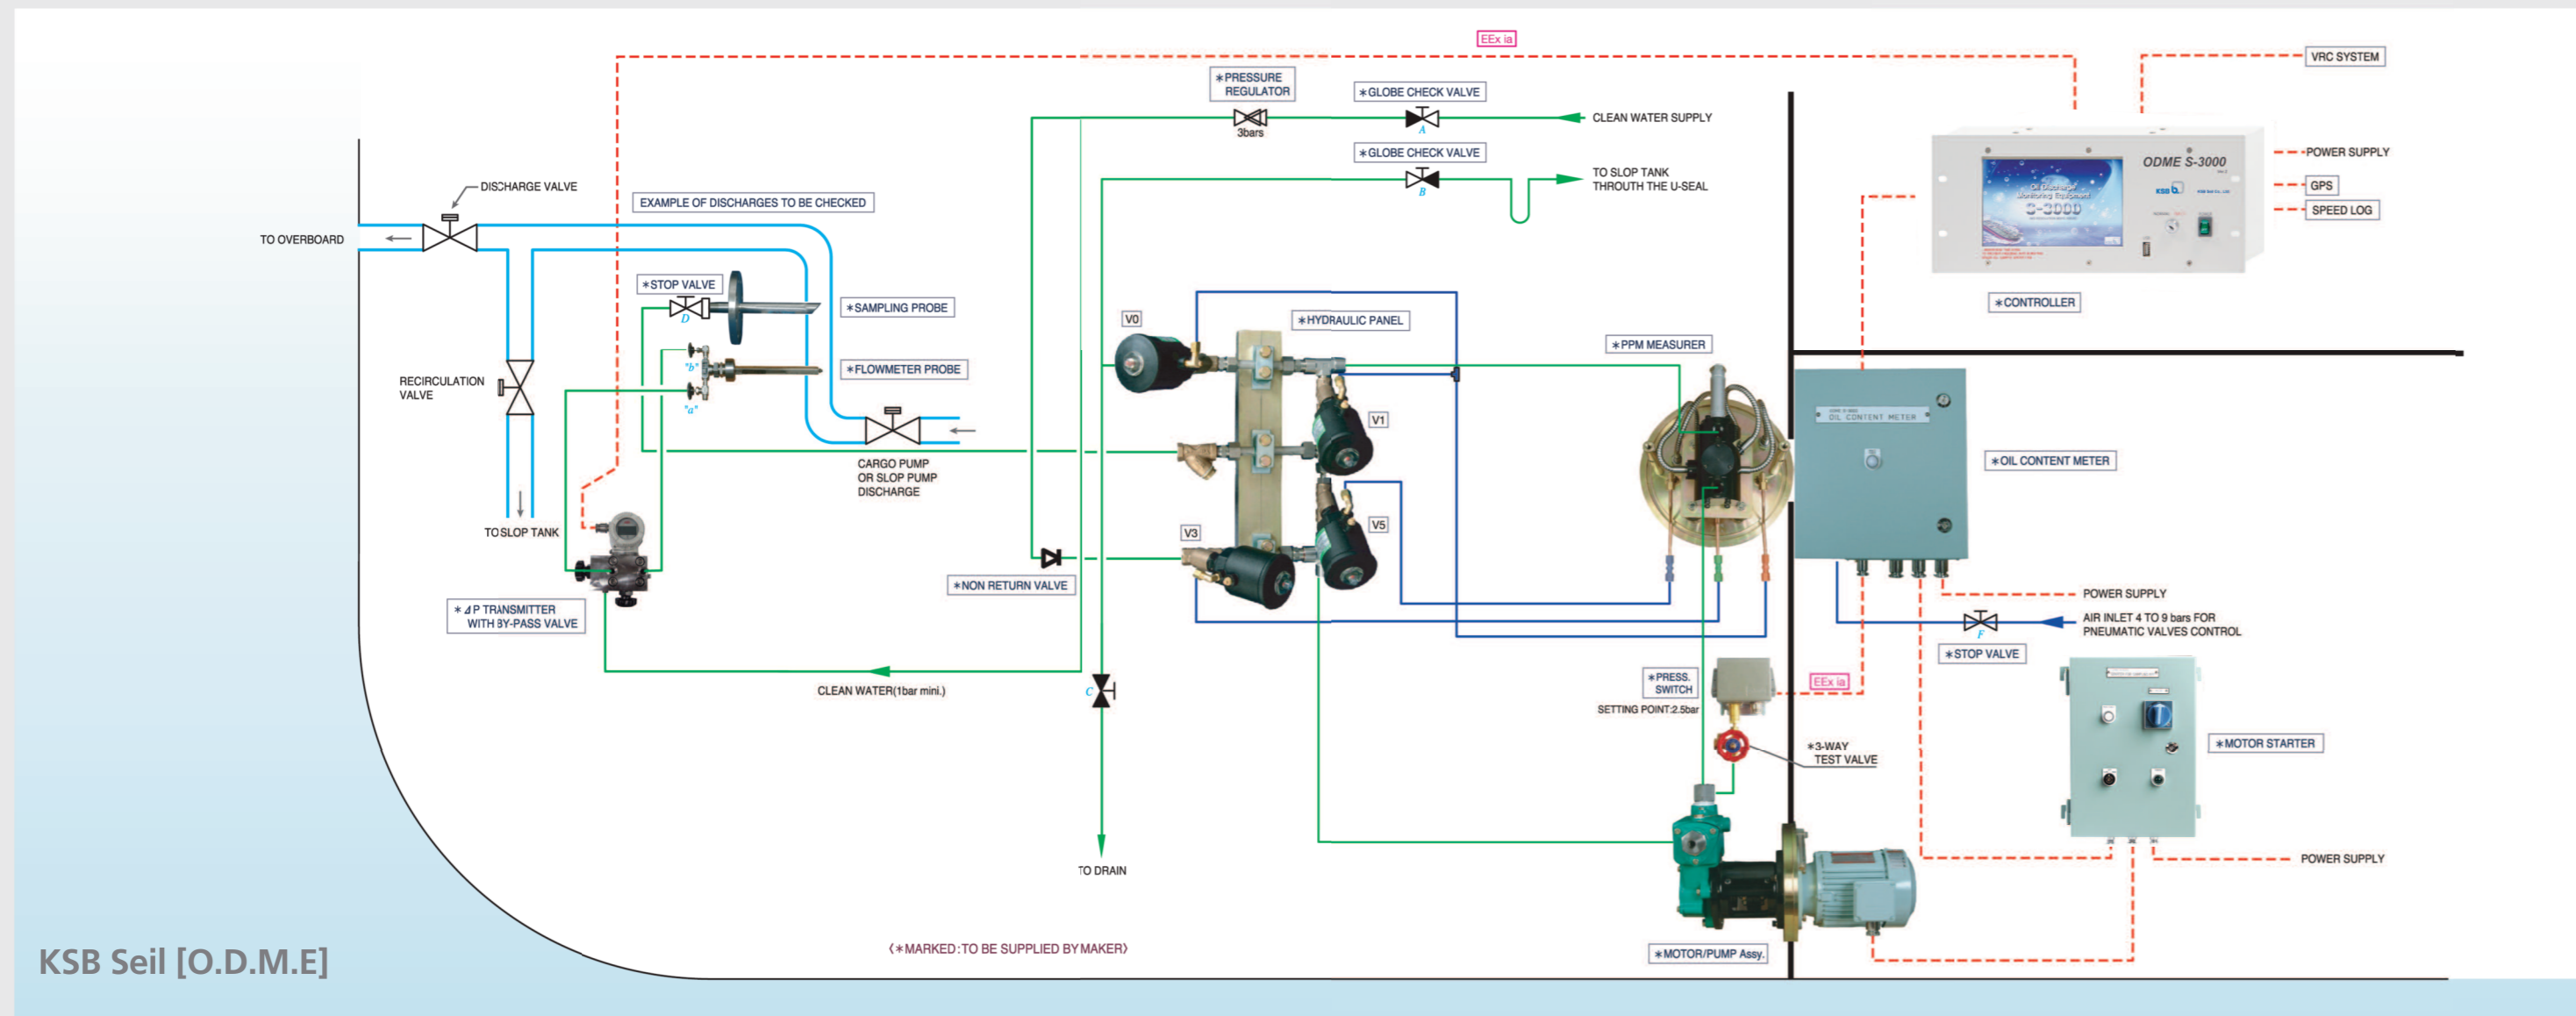 EEx ia
VRC SYSTEM
∗PRESSURE
REGULATOR
3bars
∗GLOBE CHECK VALVE
A
CLEAN WATER SUPPLY
∗GLOBE CHECK VALVE
B
TO SLOP TANK
THROUTH THE U-SEAL
ODME S-3000
KSB
Oil Discharge
Monitoring Equipment
S-3000
POWER SUPPLY
GPS
SPEED LOG
∗CONTROLLER
DISCHARGE VALVE
EXAMPLE OF DISCHARGES TO BE CHECKED
TO OVERBOARD
∗STOP VALVE
D
∗SAMPLING PROBE
"b"
∗FLOWMETER PROBE
"a"
RECIRCULATION
VALVE
CARGO PUMP
OR SLOP PUMP
DISCHARGE
TO SLOP TANK
V0
∗HYDRAULIC PANEL
V1
V5
V3
∗PPM MEASURER
OIL CONTENT METER
∗OIL CONTENT METER
∗NON RETURN VALVE
∗⊿P TRANSMITTER
WITH BY-PASS VALVE
CLEAN WATER(1bar mini.)
C
TO DRAIN
POWER SUPPLY
AIR INLET 4 TO 9 bars FOR
PNEUMATIC VALVES CONTROL
F
∗STOP VALVE
∗PRESS.
SWITCH
SETTING POINT:2.5bar
EEx ia
∗3-WAY
TEST VALVE
∗MOTOR STARTER
POWER SUPPLY
∗MOTOR/PUMP Assy.
〈∗MARKED:TO BE SUPPLIED BY MAKER〉
KSB Seil [O.D.M.E]